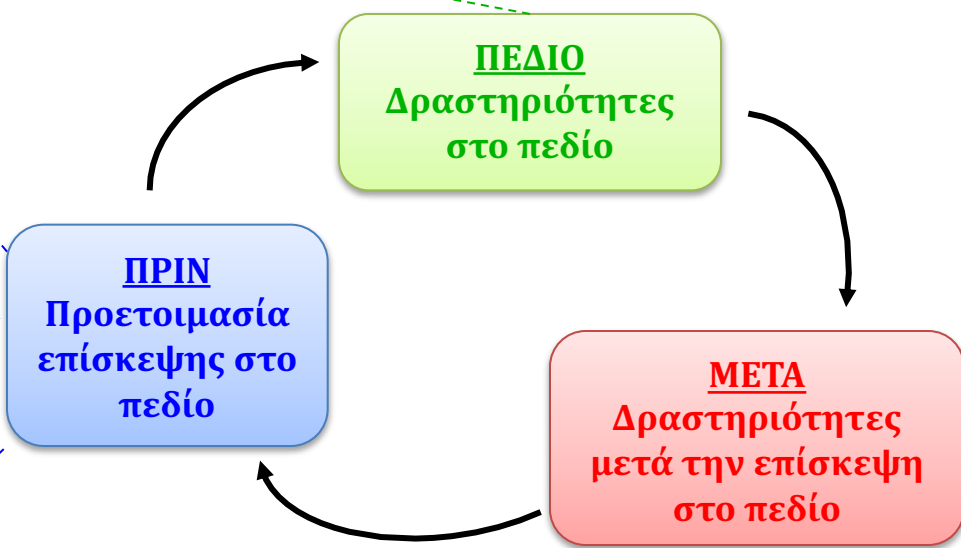 ΠΕΔΙΟ
Δραστηριότητες
στο πεδίο
ΠΡΙΝ
Προετοιμασία
επίσκεψης στο
πεδίο
ΜΕΤΑ
Δραστηριότητες
μετά την επίσκεψη
στο πεδίο